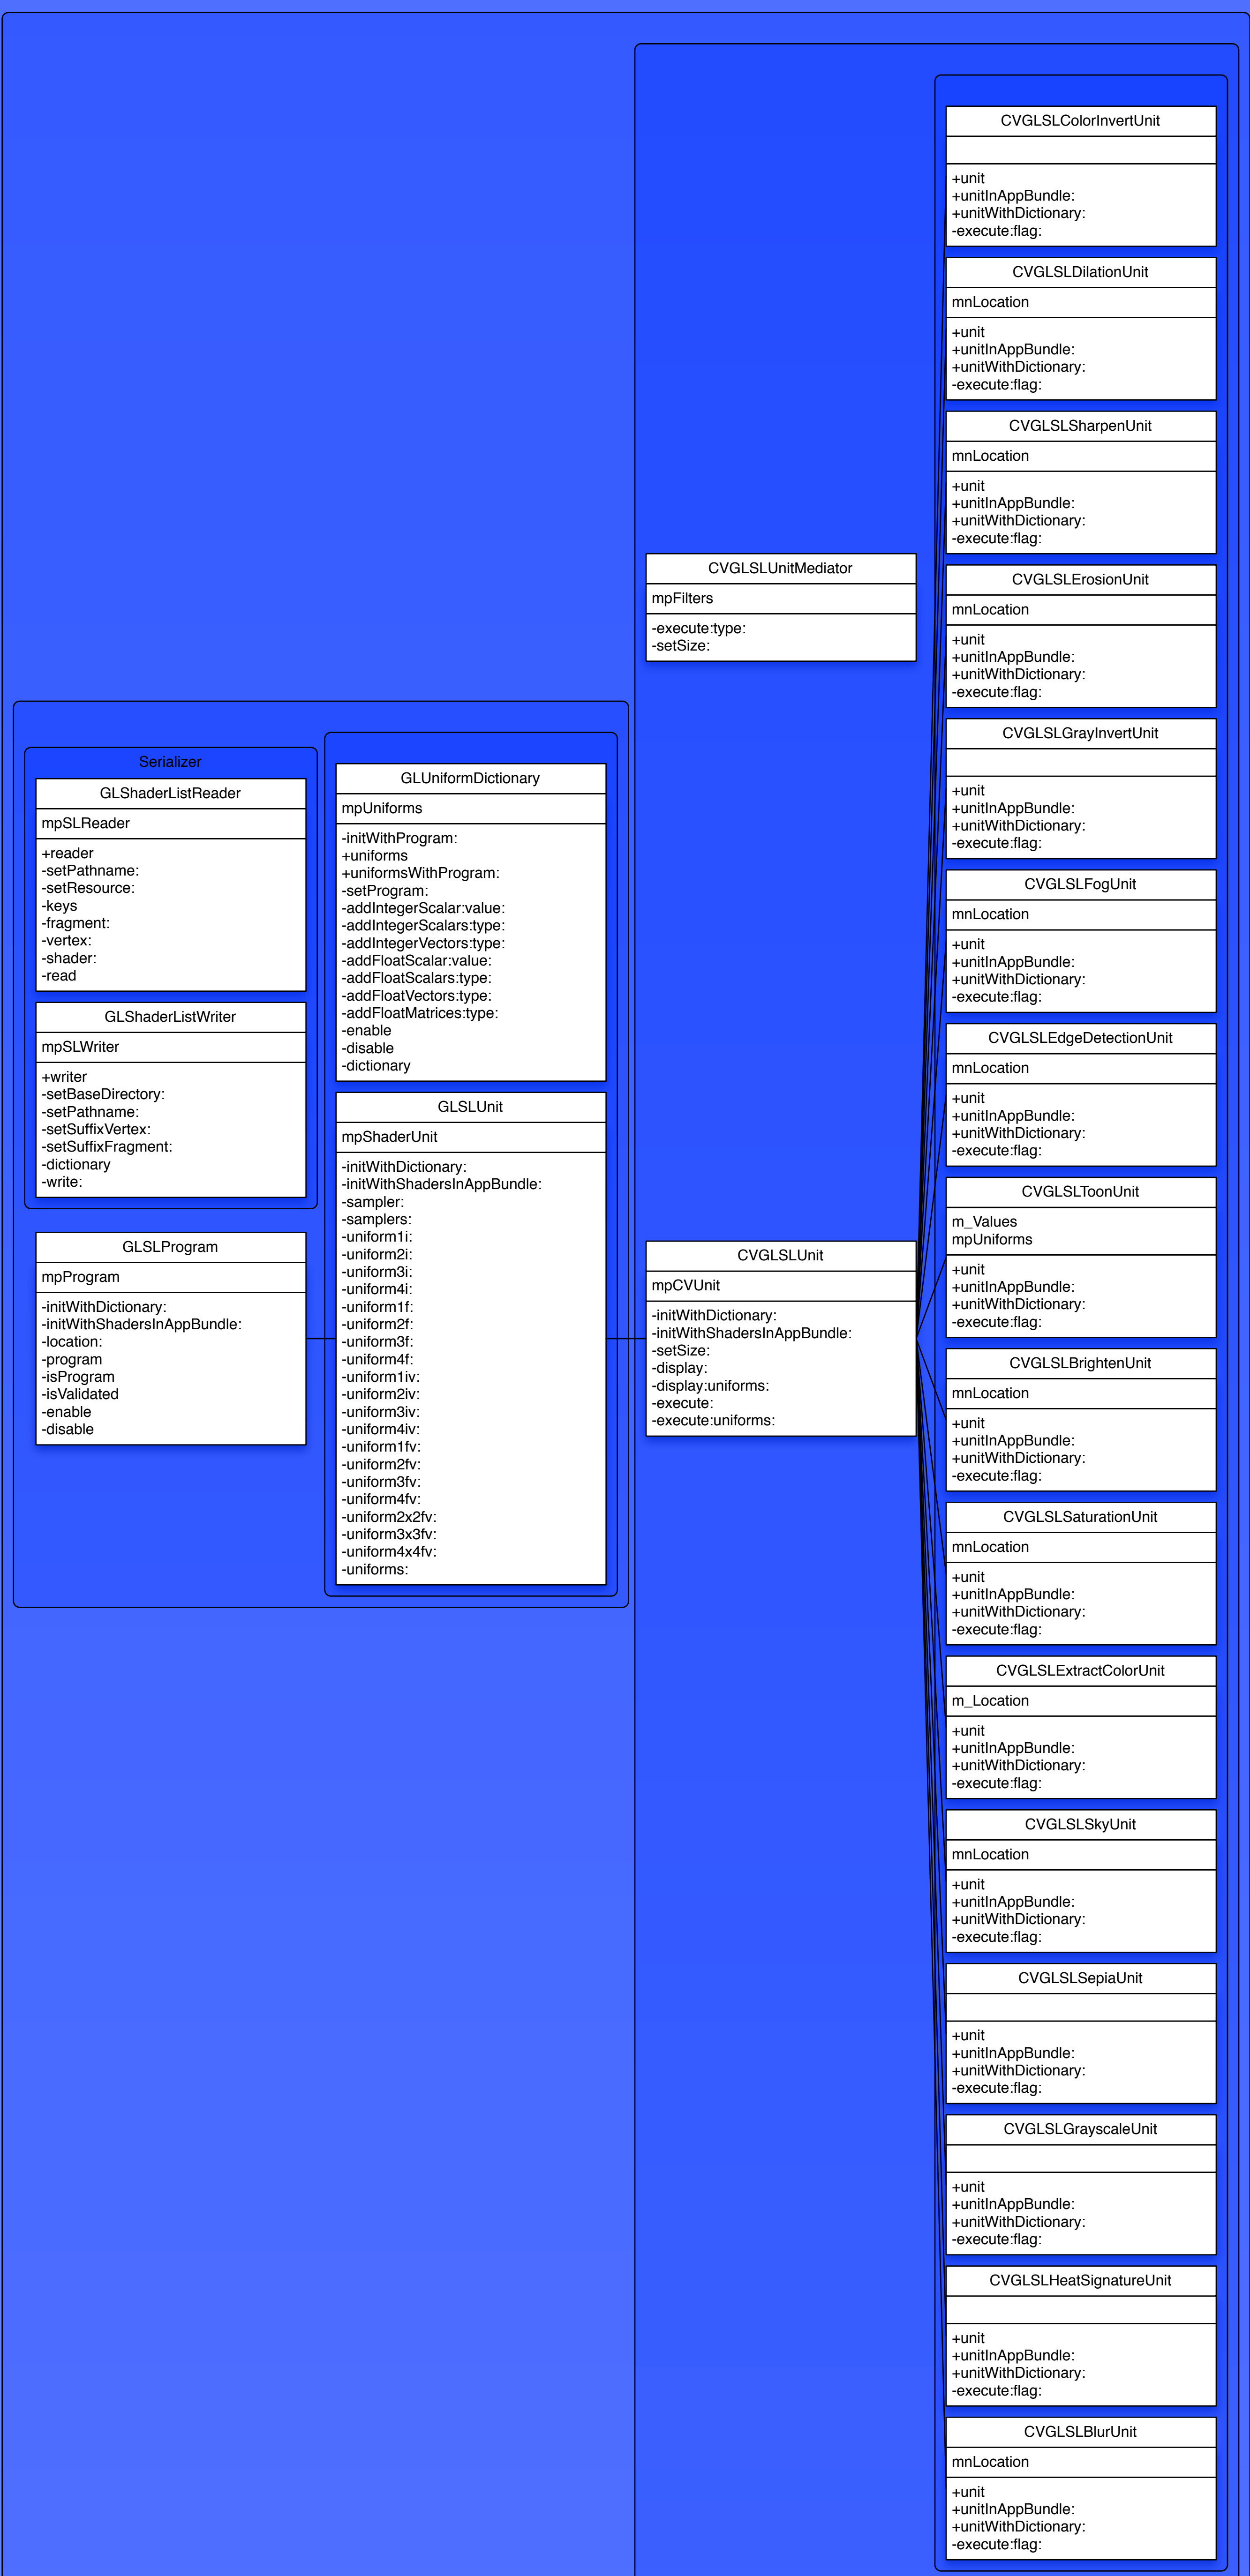 Serializer
GLShaderListReader
mpSLReader
+reader
-setPathname:
-setResource:
-keys
-fragment:
-vertex:
-shader:
-read
GLShaderListWriter
mpSLWriter
+writer
-setBaseDirectory:
-setPathname:
-setSuffixVertex:
-setSuffixFragment:
-dictionary
-write:
GLSLProgram
mpProgram
-initWithDictionary:
-initWithShadersInAppBundle:
-location:
-program
-isProgram
-isValidated
-enable
-disable
GLUniformDictionary
mpUniforms
-initWithProgram:
+uniforms
+uniformsWithProgram:
-setProgram:
-addIntegerScalar:value:
-addIntegerScalars:type:
-addIntegerVectors:type:
-addFloatScalar:value:
-addFloatScalars:type:
-addFloatVectors:type:
-addFloatMatrices:type:
-enable
-disable
-dictionary
GLSLUnit
mpShaderUnit
-initWithDictionary:
-initWithShadersInAppBundle:
-sampler:
-samplers:
-uniform1i:
-uniform2i:
-uniform3i:
-uniform4i:
-uniform1f:
-uniform2f:
-uniform3f:
-uniform4f:
-uniform1iv:
-uniform2iv:
-uniform3iv:
-uniform4iv:
-uniform1fv:
-uniform2fv:
-uniform3fv:
-uniform4fv:
-uniform2x2fv:
-uniform3x3fv:
-uniform4x4fv:
-uniforms:
CVGLSLUnitMediator
mpFilters
-execute:type:
-setSize:
CVGLSLUnit
mpCVUnit
-initWithDictionary:
-initWithShadersInAppBundle:
-setSize:
-display:
-display:uniforms:
-execute:
-execute:uniforms:
CVGLSLColorInvertUnit
+unit
+unitInAppBundle:
+unitWithDictionary:
-execute:flag:
CVGLSLDilationUnit
mnLocation
+unit
+unitInAppBundle:
+unitWithDictionary:
-execute:flag:
CVGLSLSharpenUnit
mnLocation
+unit
+unitInAppBundle:
+unitWithDictionary:
-execute:flag:
CVGLSLErosionUnit
mnLocation
+unit
+unitInAppBundle:
+unitWithDictionary:
-execute:flag:
CVGLSLGrayInvertUnit
+unit
+unitInAppBundle:
+unitWithDictionary:
-execute:flag:
CVGLSLFogUnit
mnLocation
+unit
+unitInAppBundle:
+unitWithDictionary:
-execute:flag:
CVGLSLEdgeDetectionUnit
mnLocation
+unit
+unitInAppBundle:
+unitWithDictionary:
-execute:flag:
CVGLSLToonUnit
m_Values
mpUniforms
+unit
+unitInAppBundle:
+unitWithDictionary:
-execute:flag:
CVGLSLBrightenUnit
mnLocation
+unit
+unitInAppBundle:
+unitWithDictionary:
-execute:flag:
CVGLSLSaturationUnit
mnLocation
+unit
+unitInAppBundle:
+unitWithDictionary:
-execute:flag:
CVGLSLExtractColorUnit
m_Location
+unit
+unitInAppBundle:
+unitWithDictionary:
-execute:flag:
CVGLSLSkyUnit
mnLocation
+unit
+unitInAppBundle:
+unitWithDictionary:
-execute:flag:
CVGLSLSepiaUnit
+unit
+unitInAppBundle:
+unitWithDictionary:
-execute:flag:
CVGLSLGrayscaleUnit
+unit
+unitInAppBundle:
+unitWithDictionary:
-execute:flag:
CVGLSLHeatSignatureUnit
+unit
+unitInAppBundle:
+unitWithDictionary:
-execute:flag:
CVGLSLBlurUnit
mnLocation
+unit
+unitInAppBundle:
+unitWithDictionary:
-execute:flag: